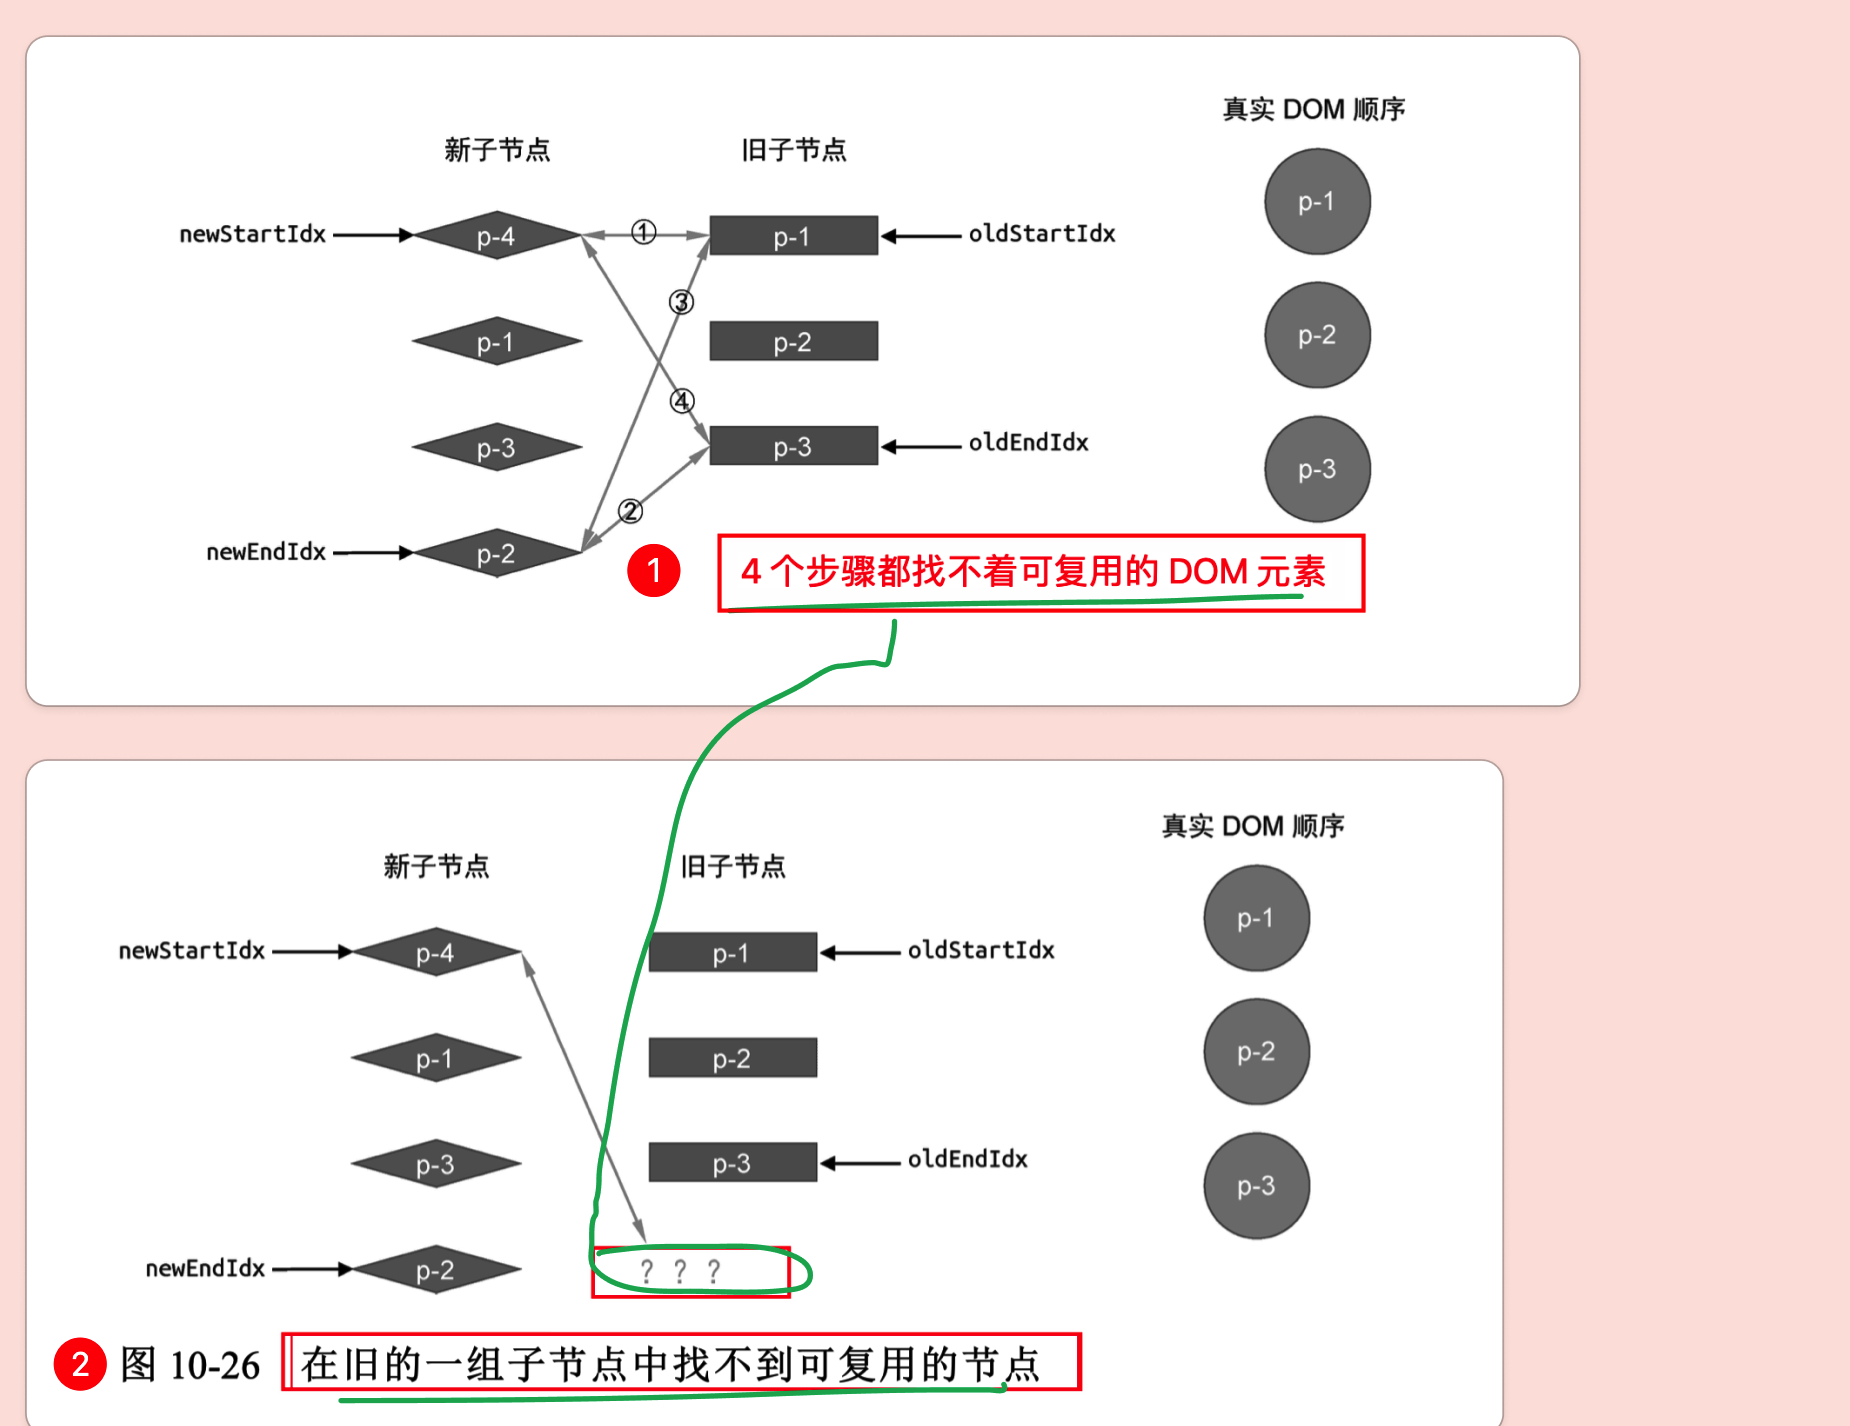 真实 DOM 顺序
新子节点 旧子节点
p-1
newStartIdx p-4 ① p-1 oldStartIdx
③
p-1 p-2 p-2
④
p-3 p-3 oldEndIdx
p-3
②
newEndIdx p-2
1 4 个步骤都找不着可复用的 DOM 元素
真实 DOM 顺序
新子节点 旧子节点
p-1
newStartIdx p-4 p-1 oldStartIdx
p-1 p-2 p-2
p-3 p-3 oldEndIdx
p-3
newEndIdx p-2 ? ? ?
2 图 10-26 在旧的一组子节点中找不到可复用的节点